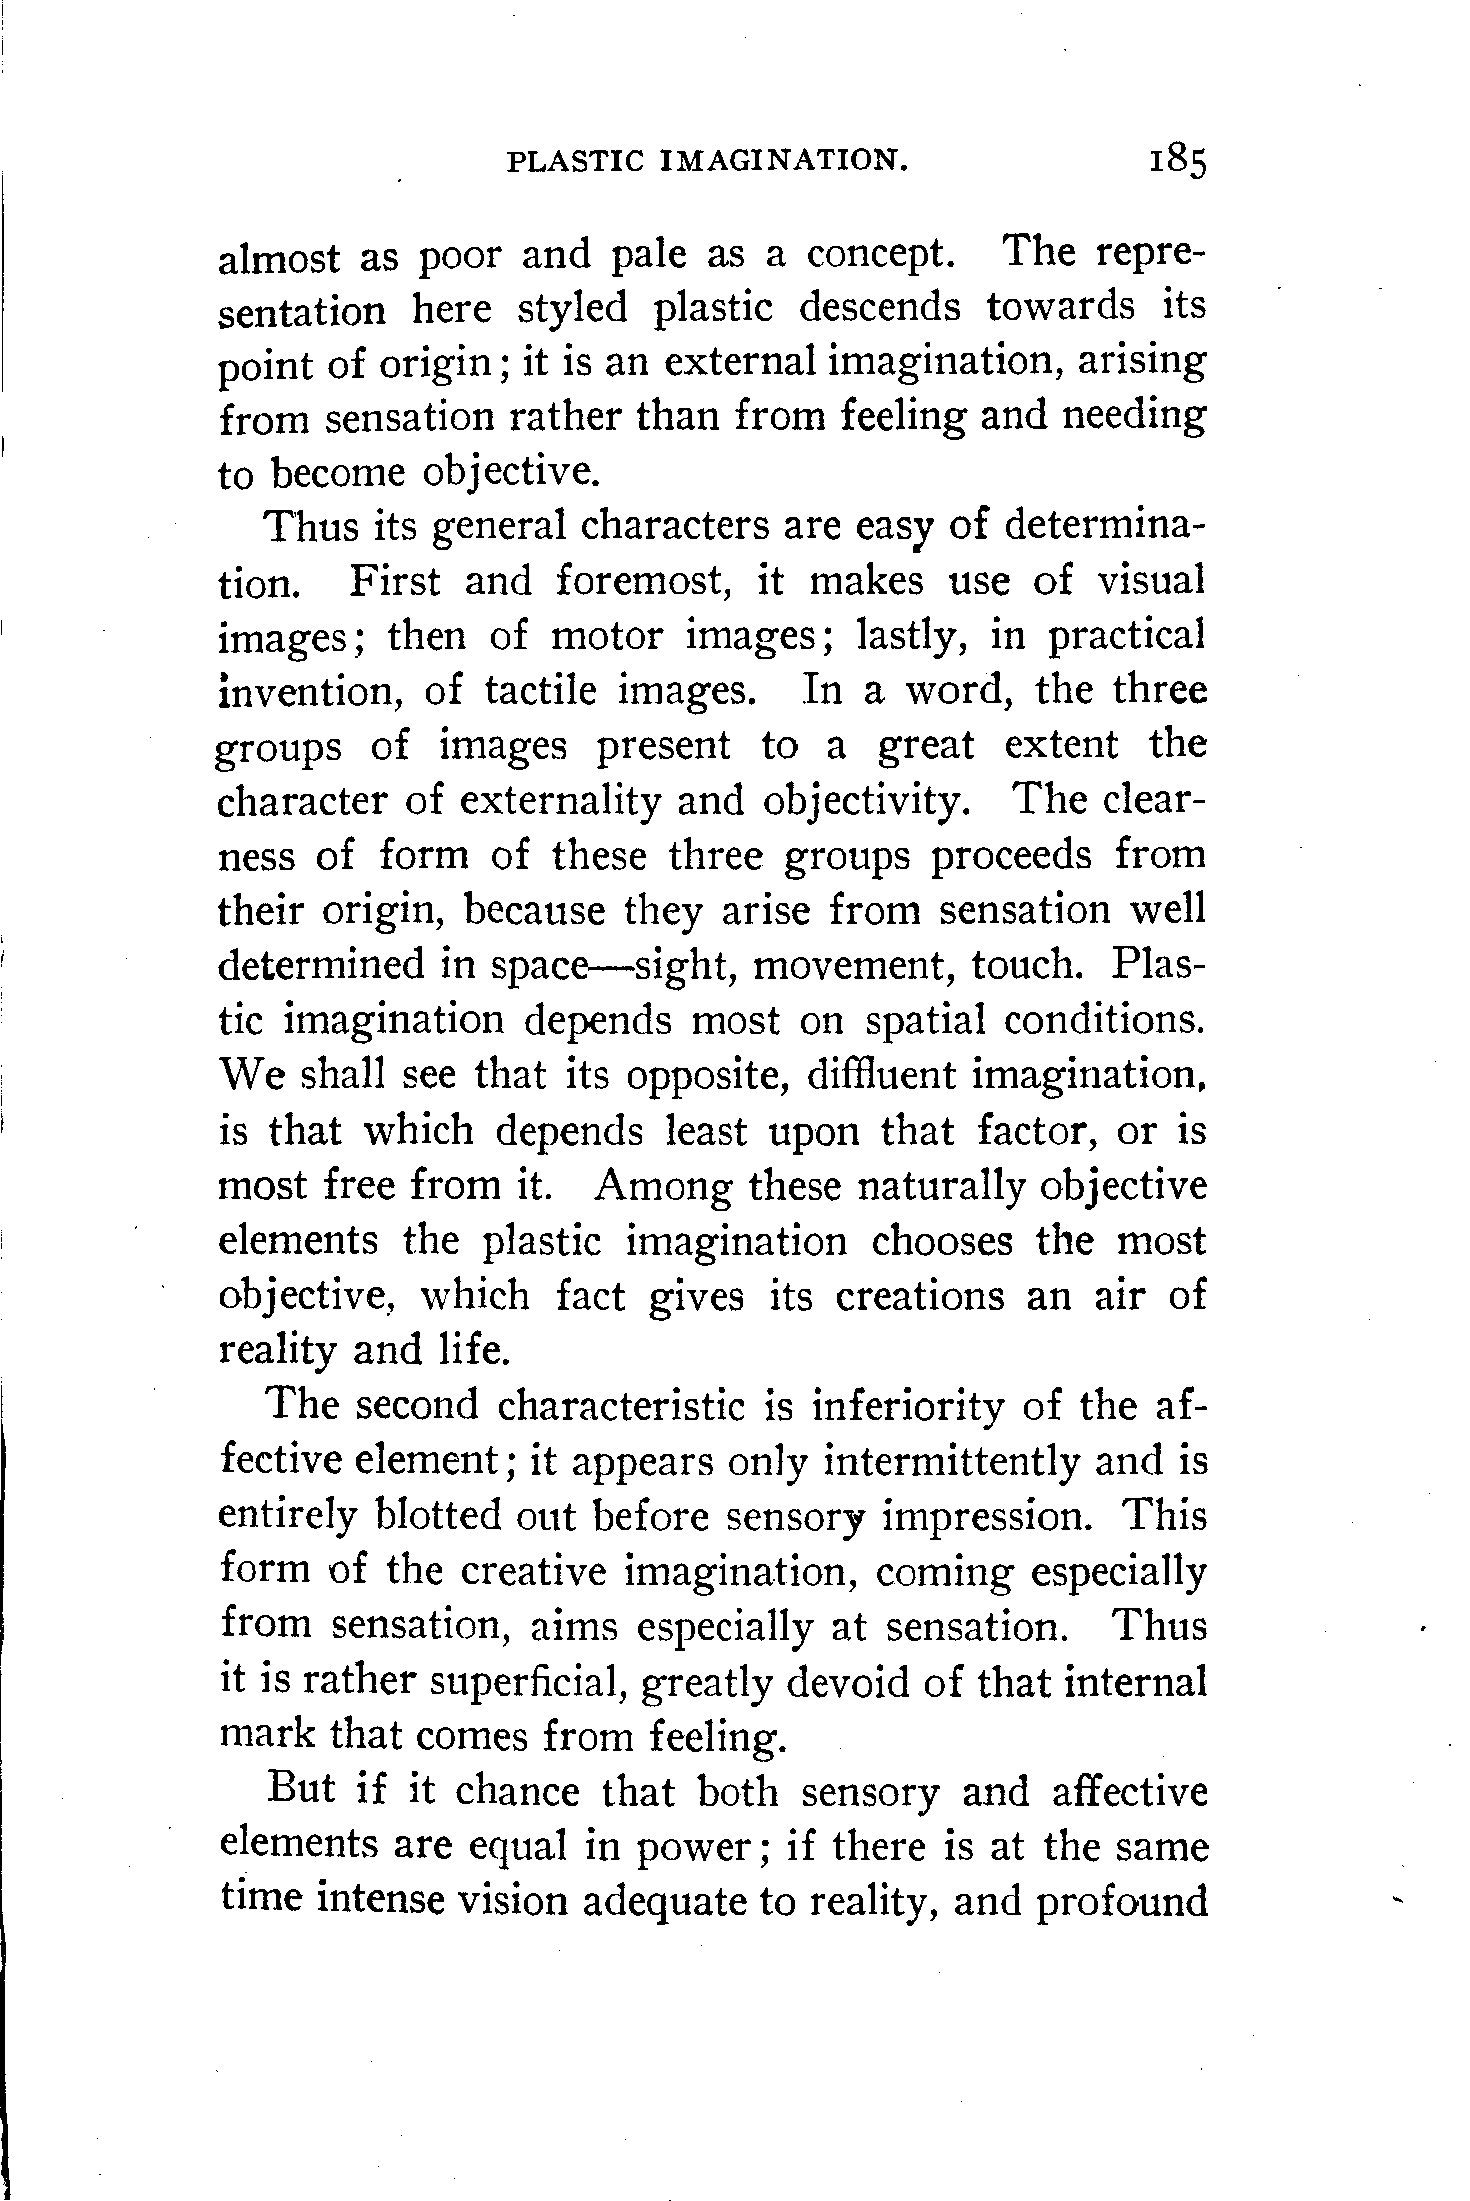 PLASTIC IMAGINATION. 185
almost as poor and pale as a concept. The repre-
sentation here styled plastic descends towards its
point of origin; it is an external imagination, arising
from sensation rather than from feeling and needing
to become objective.
Thus its general characters are easy of determina-
tion. First and foremost, it makes use of visual
images; then of motor images; lastly, in practical
invention, of tactile images. In a word, the three
groups of images present to a great extent the
character of externality and objectivity. The clear-
ness of form of these three groups proceeds from
their origin, because they arise from sensation well
determined in space—sight, movement, touch. Plas-
tic imagination depends most on spatial conditions.
We shall see that its opposite, diffluent imagination,
is that which depends least upon that factor, or is
most free from it. Among these naturally objective
elements the plastic imagination chooses the most
objective, which fact gives its creations an air of
reality and life.
The second characteristic is inferiority of the af-
fective element; it appears only intermittently and is
entirely blotted out before sensory impression. This
form of the creative imagination, coming especially
from sensation, aims especially at sensation. Thus
it is rather superficial, greatly devoid of that internal
mark that comes from feeling.
But if it chance that both sensory and affective
elements are equal in power; if there is at the same
time intense vision adequate to reality, and profound